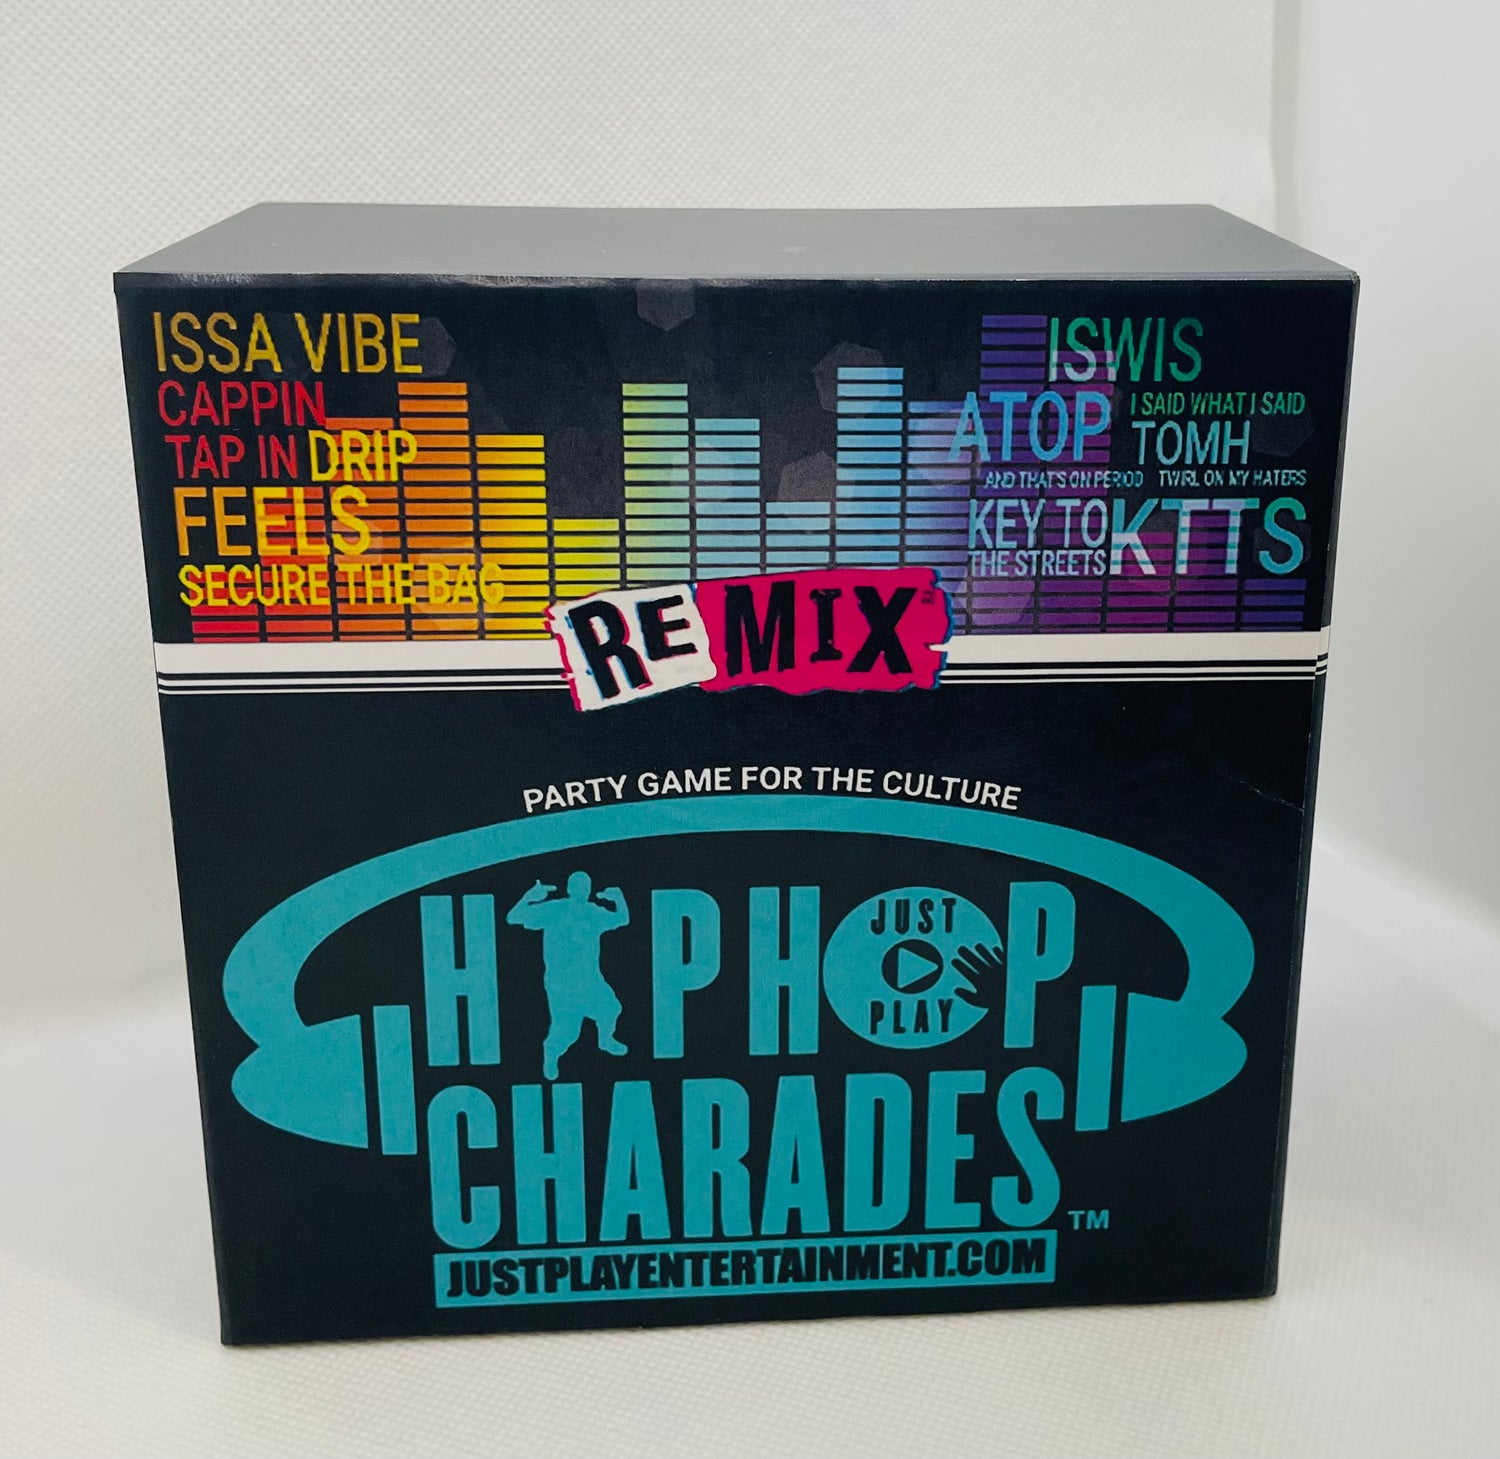 ISSA VIBE
CAPPIN
TAP IN DRIP
FEELS
SECURE THE BAG
ISWIS
ATOP I SAID WHAT I SAID
TOMH
AND THAT'S ON PERIOD TWIRL ON MY HATERS
KEY TO KTTS
THE STREETS
REMIX
PARTY GAME FOR THE CULTURE
HIP HOP
JUST
PLAY
CHARADES™
JUSTPLAYENTERTAINMENT.COM